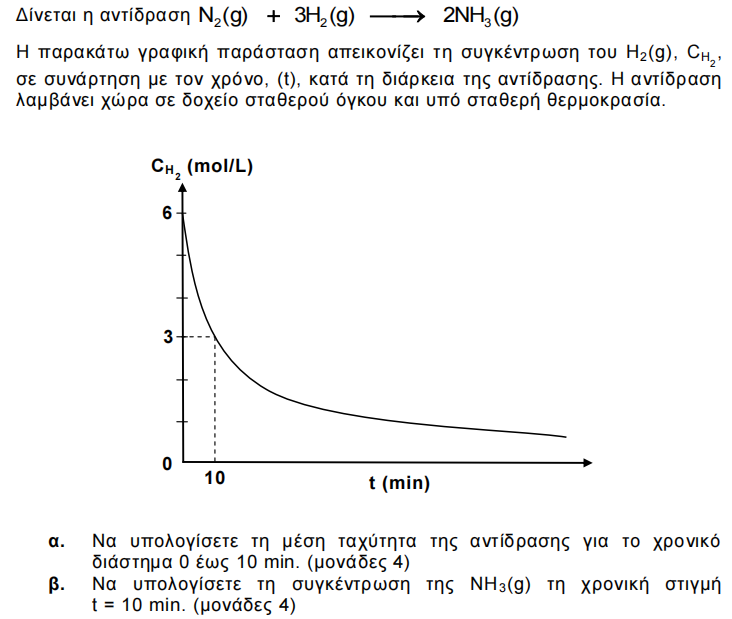 Δίνεται η αντίδραση N₂(g) + 3H₂(g) ⟶ 2NH₃(g)
Η παρακάτω γραφική παράσταση απεικονίζει τη συγκέντρωση του H₂(g), C_H₂,
σε συνάρτηση με τον χρόνο, (t), κατά τη διάρκεια της αντίδρασης. Η αντίδραση
λαμβάνει χώρα σε δοχείο σταθερού όγκου και υπό σταθερή θερμοκρασία.
C_H₂ (mol/L)
6
3
0
10
t (min)
α. Να υπολογίσετε τη μέση ταχύτητα της αντίδρασης για το χρονικό
διάστημα 0 έως 10 min. (μονάδες 4)
β. Να υπολογίσετε τη συγκέντρωση της NH₃(g) τη χρονική στιγμή
t = 10 min. (μονάδες 4)